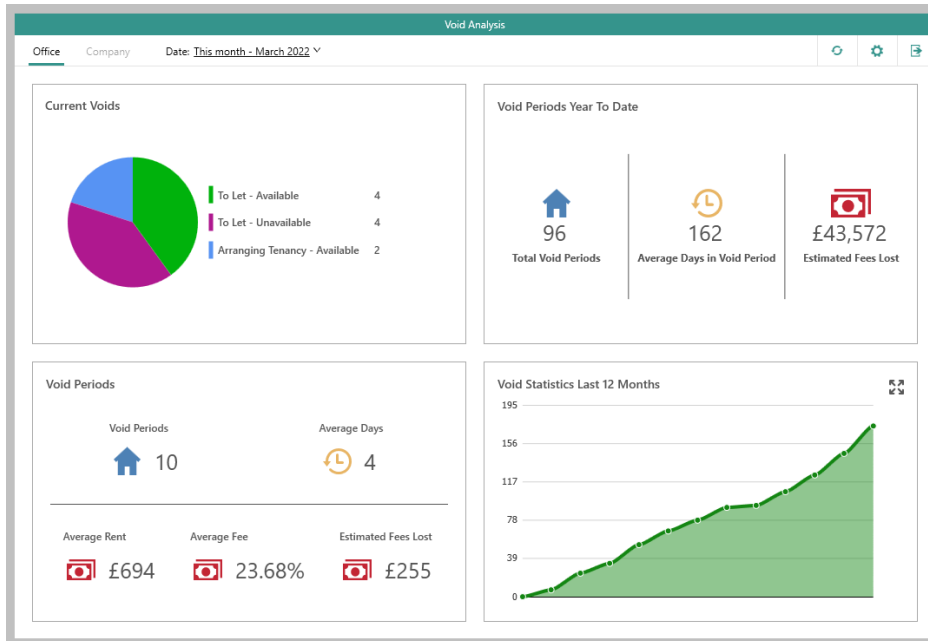 Void Analysis
Office Company Date: This month - March 2022
Current Voids
To Let - Available 4
To Let - Unavailable 4
Arranging Tenancy - Available 2
Void Periods Year To Date
96 162 £43,572
Total Void Periods Average Days in Void Period Estimated Fees Lost
Void Periods
Void Periods Average Days
10 4
Average Rent Average Fee Estimated Fees Lost
£694 23.68% £255
Void Statistics Last 12 Months
195
156
117
78
39
0